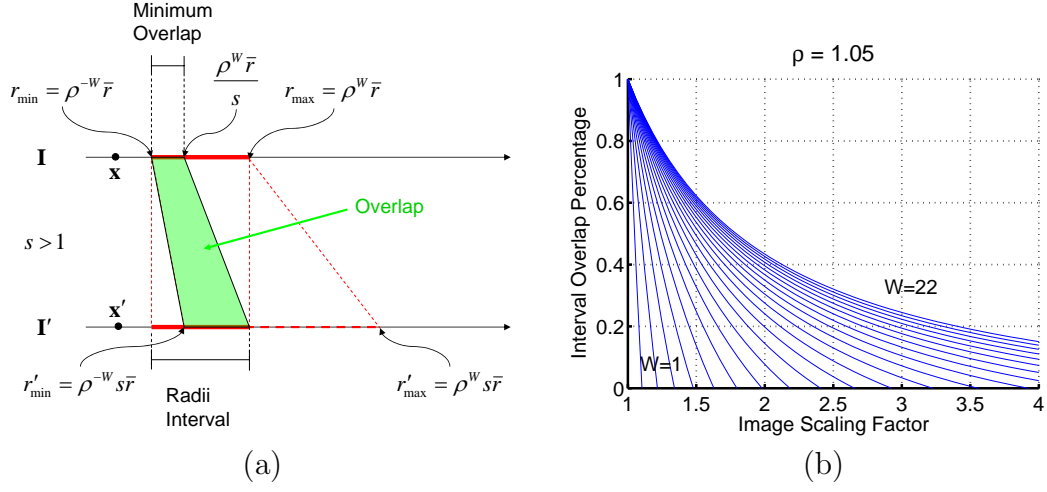 Minimum
Overlap
r_min = ρ^{-W} r̄
ρ^W r̄ / s
r_max = ρ^W r̄
I
x
s > 1
Overlap
x′
I′
r′_min = ρ^{-W} s r̄
Radii
Interval
r′_max = ρ^W s r̄
(a)
ρ = 1.05
Interval Overlap Percentage
1
0.8
0.6
0.4
0.2
0
W=22
W=1
1 1.5 2 2.5 3 3.5 4
Image Scaling Factor
(b)